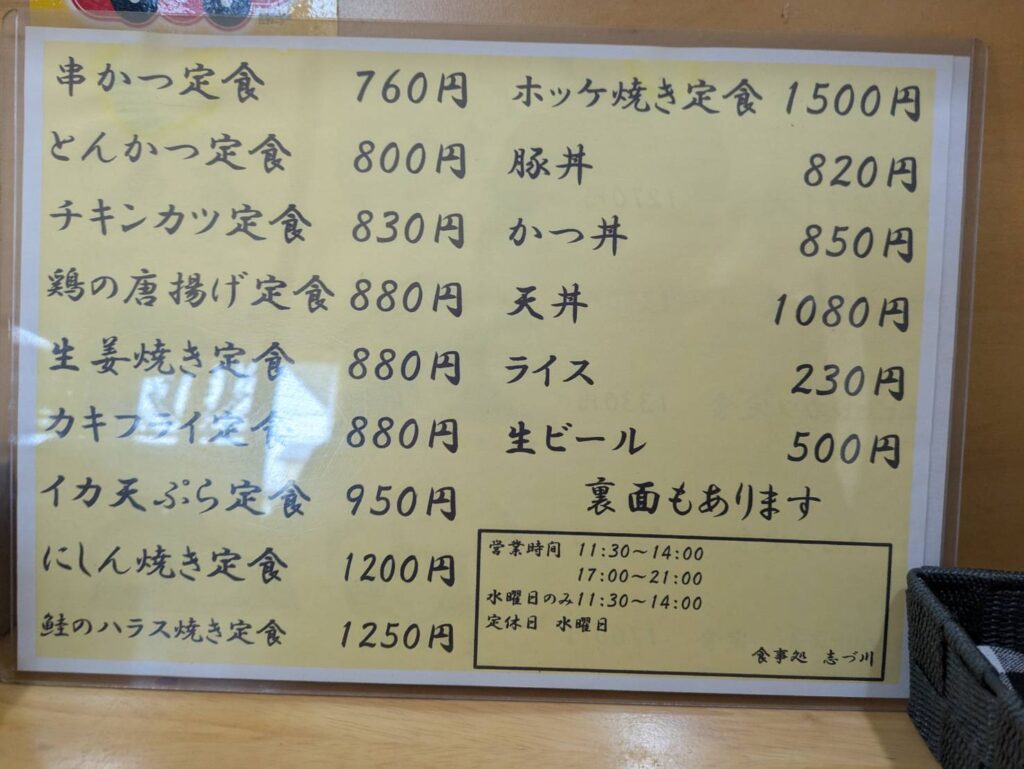 串かつ定食 760円
とんかつ定食 800円
チキンカツ定食 830円
鶏の唐揚げ定食 880円
生姜焼き定食 880円
カキフライ定食 880円
イカ天ぷら定食 950円
にしん焼き定食 1200円
鮭のハラス焼き定食 1250円
ホッケ焼き定食 1500円
豚丼 820円
かつ丼 850円
天丼 1080円
ライス 230円
生ビール 500円
裏面もあります
営業時間 11:30～14:00
17:00～21:00
水曜日のみ11:30～14:00
定休日 水曜日
食事処 志づ川